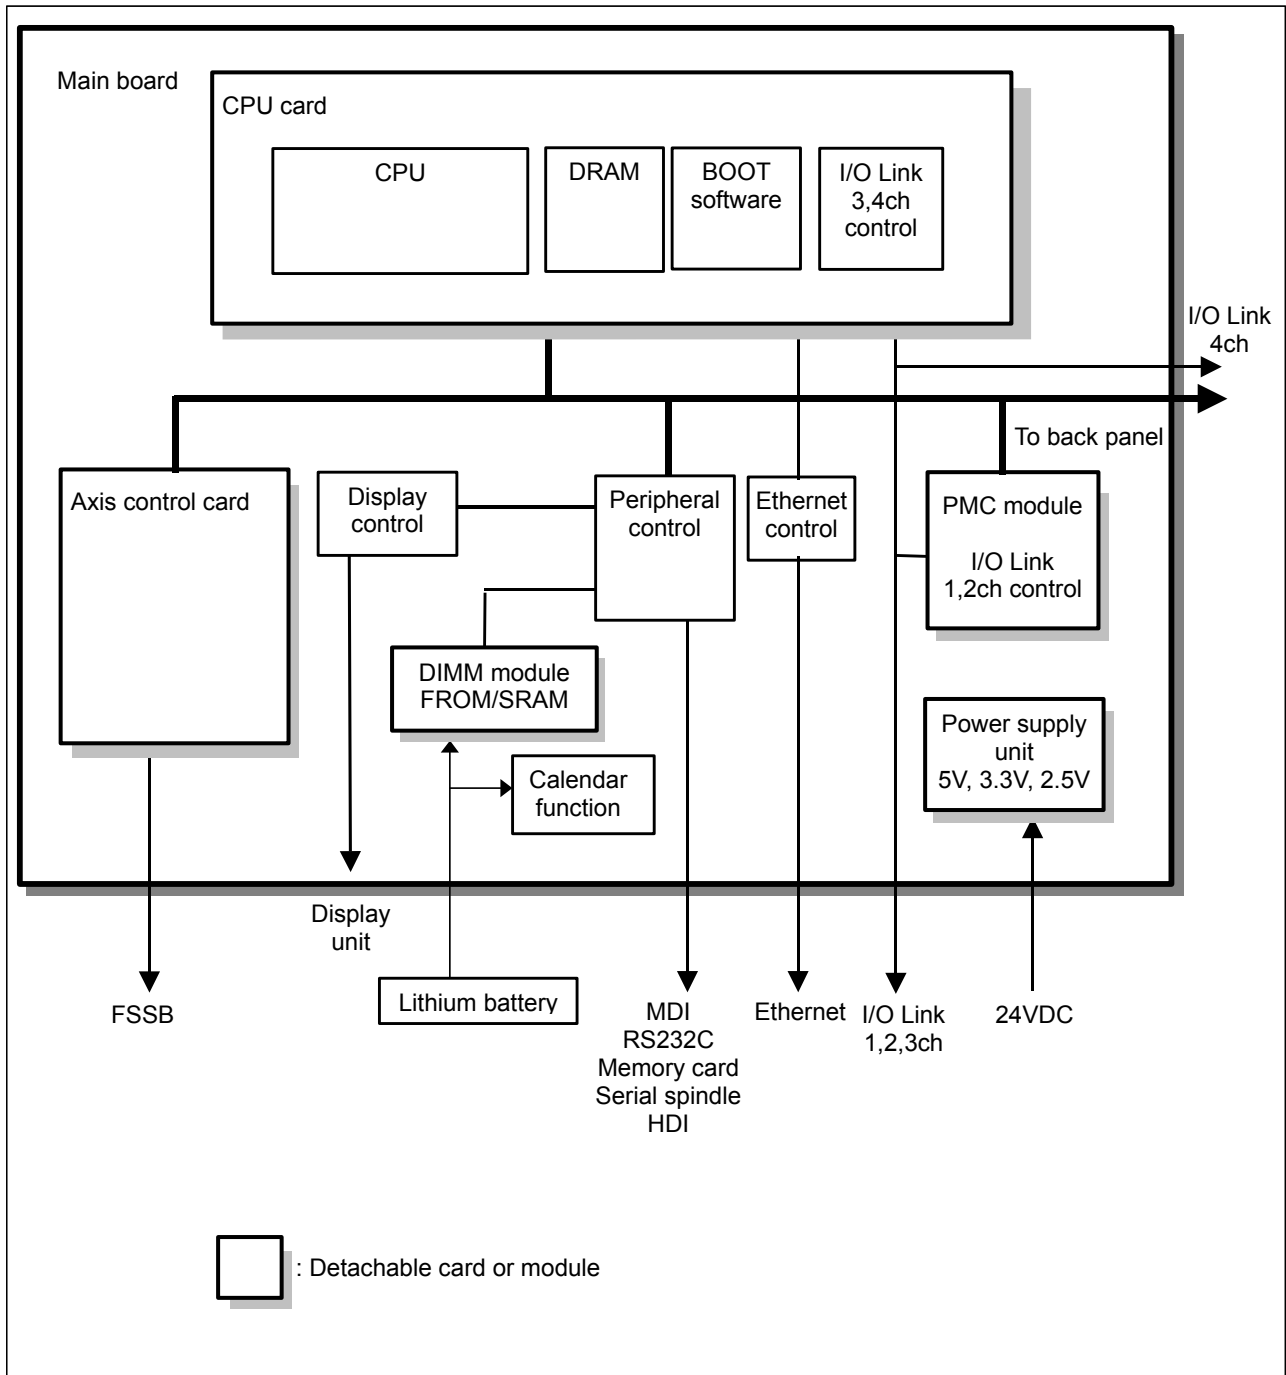 Main board
CPU card
CPU
DRAM
BOOT
software
I/O Link
3,4ch
control
I/O Link
4ch
To back panel
Axis control card
Display
control
Peripheral
control
Ethernet
control
PMC module
I/O Link
1,2ch control
DIMM module
FROM/SRAM
Calendar
function
Power supply
unit
5V, 3.3V, 2.5V
Display
unit
Lithium battery
FSSB
MDI
RS232C
Memory card
Serial spindle
HDI
Ethernet
I/O Link
1,2,3ch
24VDC
: Detachable card or module